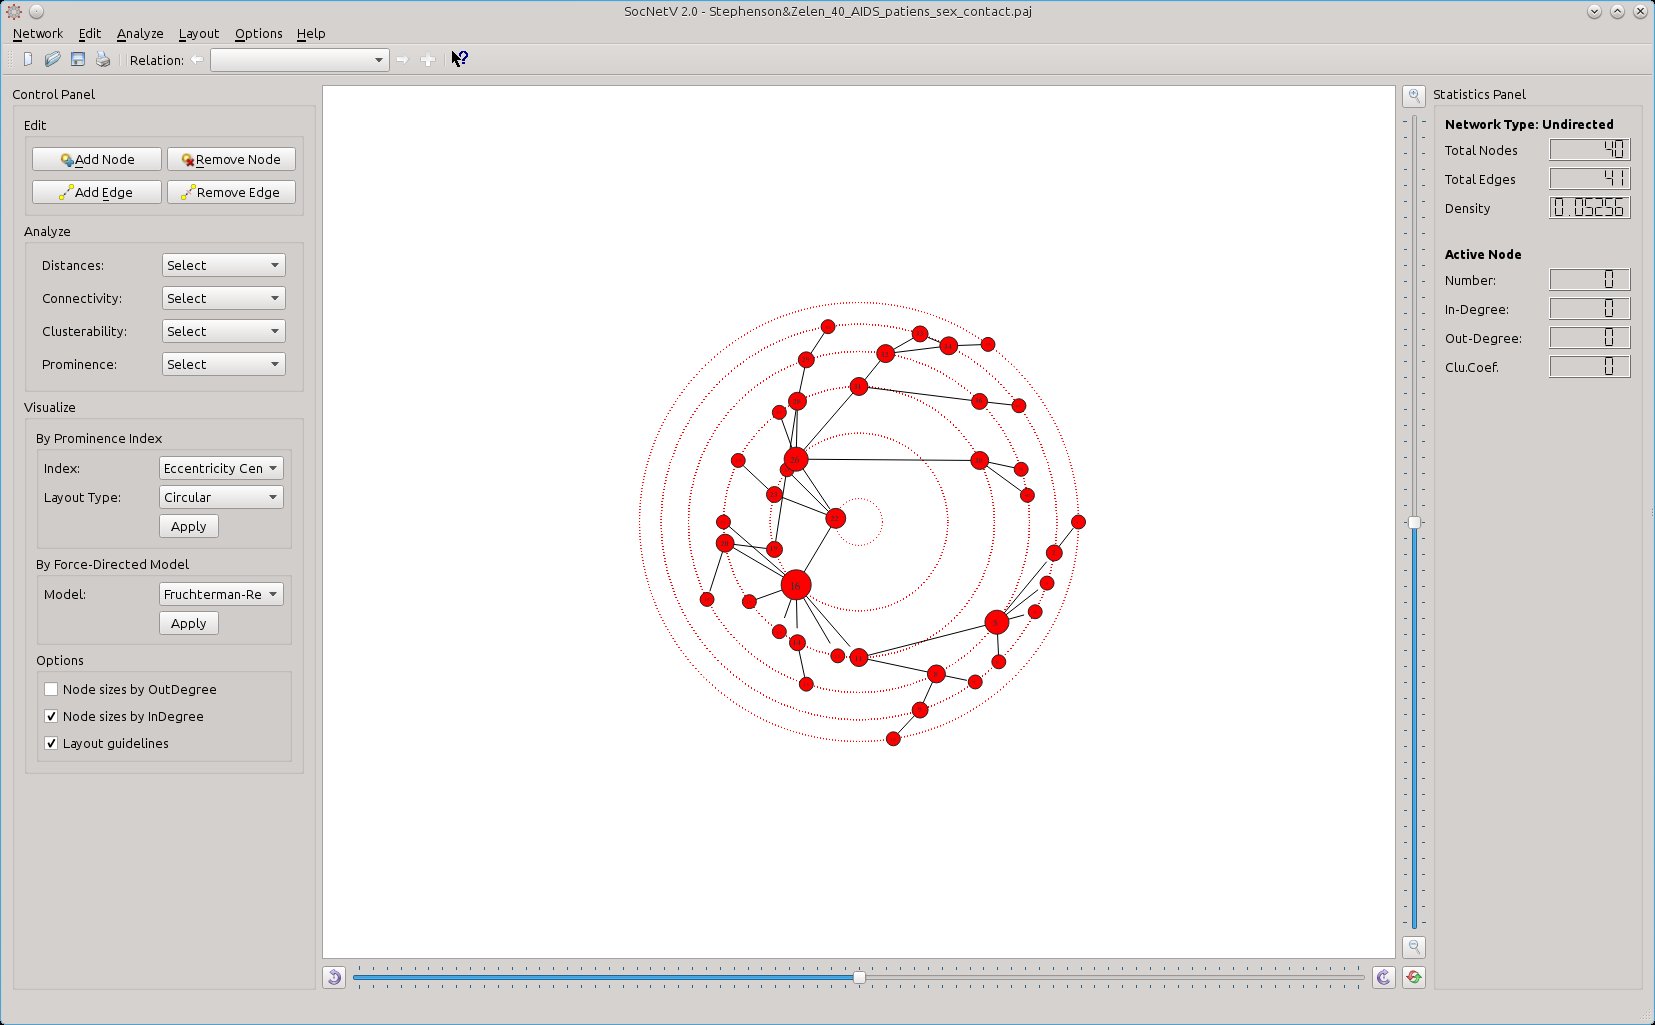 SocNetV 2.0 - Stephenson&Zelen_40_AIDS_patiens_sex_contact.paj
Network Edit Analyze Layout Options Help
Relation:
Control Panel
Edit
Add Node Remove Node
Add Edge Remove Edge
Analyze
Distances: Select
Connectivity: Select
Clusterability: Select
Prominence: Select
Visualize
By Prominence Index
Index: Eccentricity Cen
Layout Type: Circular
Apply
By Force-Directed Model
Model: Fruchterman-Re
Apply
Options
Node sizes by OutDegree
Node sizes by InDegree
Layout guidelines
16
Statistics Panel
Network Type: Undirected
Total Nodes 40
Total Edges 41
Density 0.05256
Active Node
Number: 0
In-Degree: 0
Out-Degree: 0
Clu.Coef. 0